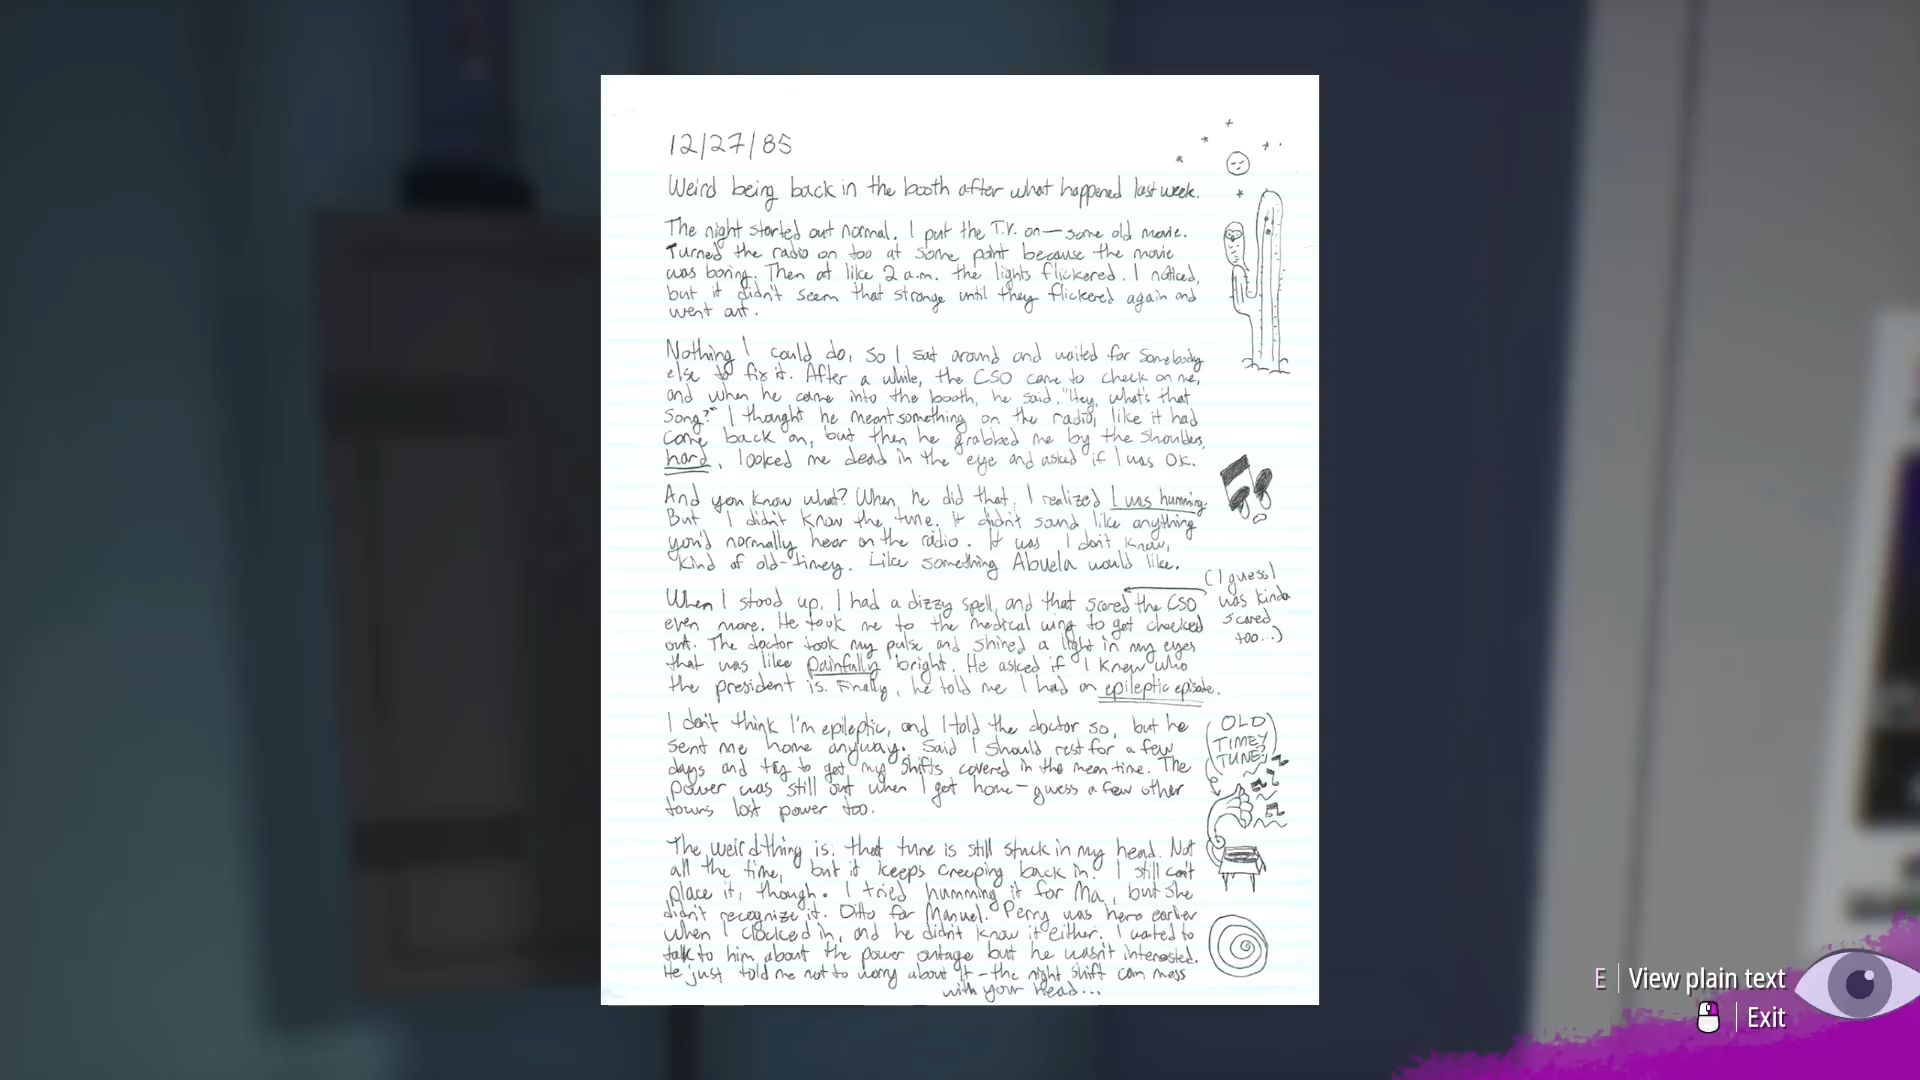 12/27/85
Weird being back in the booth after what happened last week.
The night started out normal. I put the T.V. on—some old movie.
Turned the radio on too at some point because the movie
was boring. Then at like 2 a.m. the lights flickered. I noticed,
but it didn't seem that strange until they flickered again and
went out.
Nothing I could do, so I sat around and waited for somebody
else to fix it. After a while, the CSO came to check on me,
and when he came into the booth, he said, "Hey, what's that
song?" I thought he meant something on the radio, like it had
come back on, but then he grabbed me by the shoulders,
hard, looked me dead in the eye and asked if I was OK.
And you know what? When he did that, I realized I was humming.
But I didn't know the tune. It didn't sound like anything
you'd normally hear on the radio. It was I don't know,
kind of old-timey. Like something Abuela would like.
When I stood up, I had a dizzy spell, and that scared the CSO
even more. He took me to the medical wing to get checked
out. The doctor took my pulse and shined a light in my eyes
that was like painfully bright. He asked if I knew who
the president is. Finally, he told me I had an epileptic episode.
(I guess I
was kinda
scared
too...)
I don't think I'm epileptic, and I told the doctor so, but he
sent me home anyway. Said I should rest for a few
days and try to get my shifts covered in the mean time. The
power was still out when I got home - guess a few other
towns lost power too.
OLD
TIMEY
TUNE?
The weird thing is, that tune is still stuck in my head. Not
all the time, but it keeps creeping back in. I still can't
place it, though. I tried humming it for Ma, but she
didn't recognize it. Ditto for Manuel. Perry was here earlier
when I clocked in, and he didn't know it either. I wanted to
talk to him about the power outage but he wasn't interested.
He just told me not to worry about it - the night shift can mess
with your head...
E | View plain text
| Exit